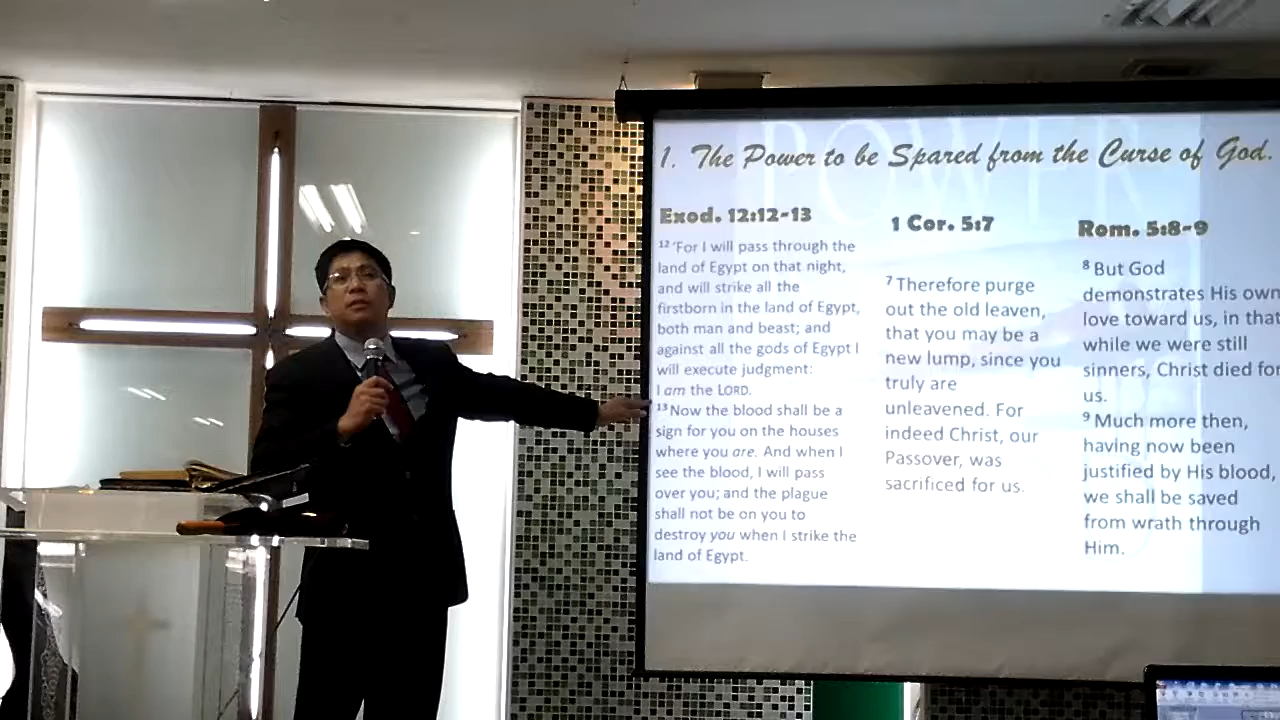 POWER
1. The Power to be Spared from the Curse of God.
Exod. 12:12-13
12 'For I will pass through the
land of Egypt on that night,
and will strike all the
firstborn in the land of Egypt,
both man and beast; and
against all the gods of Egypt I
will execute judgment:
I am the LORD.
13 Now the blood shall be a
sign for you on the houses
where you are. And when I
see the blood, I will pass
over you; and the plague
shall not be on you to
destroy you when I strike the
land of Egypt.
1 Cor. 5:7
7 Therefore purge
out the old leaven,
that you may be a
new lump, since you
truly are
unleavened. For
indeed Christ, our
Passover, was
sacrificed for us.
Rom. 5:8-9
8 But God
demonstrates His own
love toward us, in that
while we were still
sinners, Christ died for
us.
9 Much more then,
having now been
justified by His blood,
we shall be saved
from wrath through
Him.